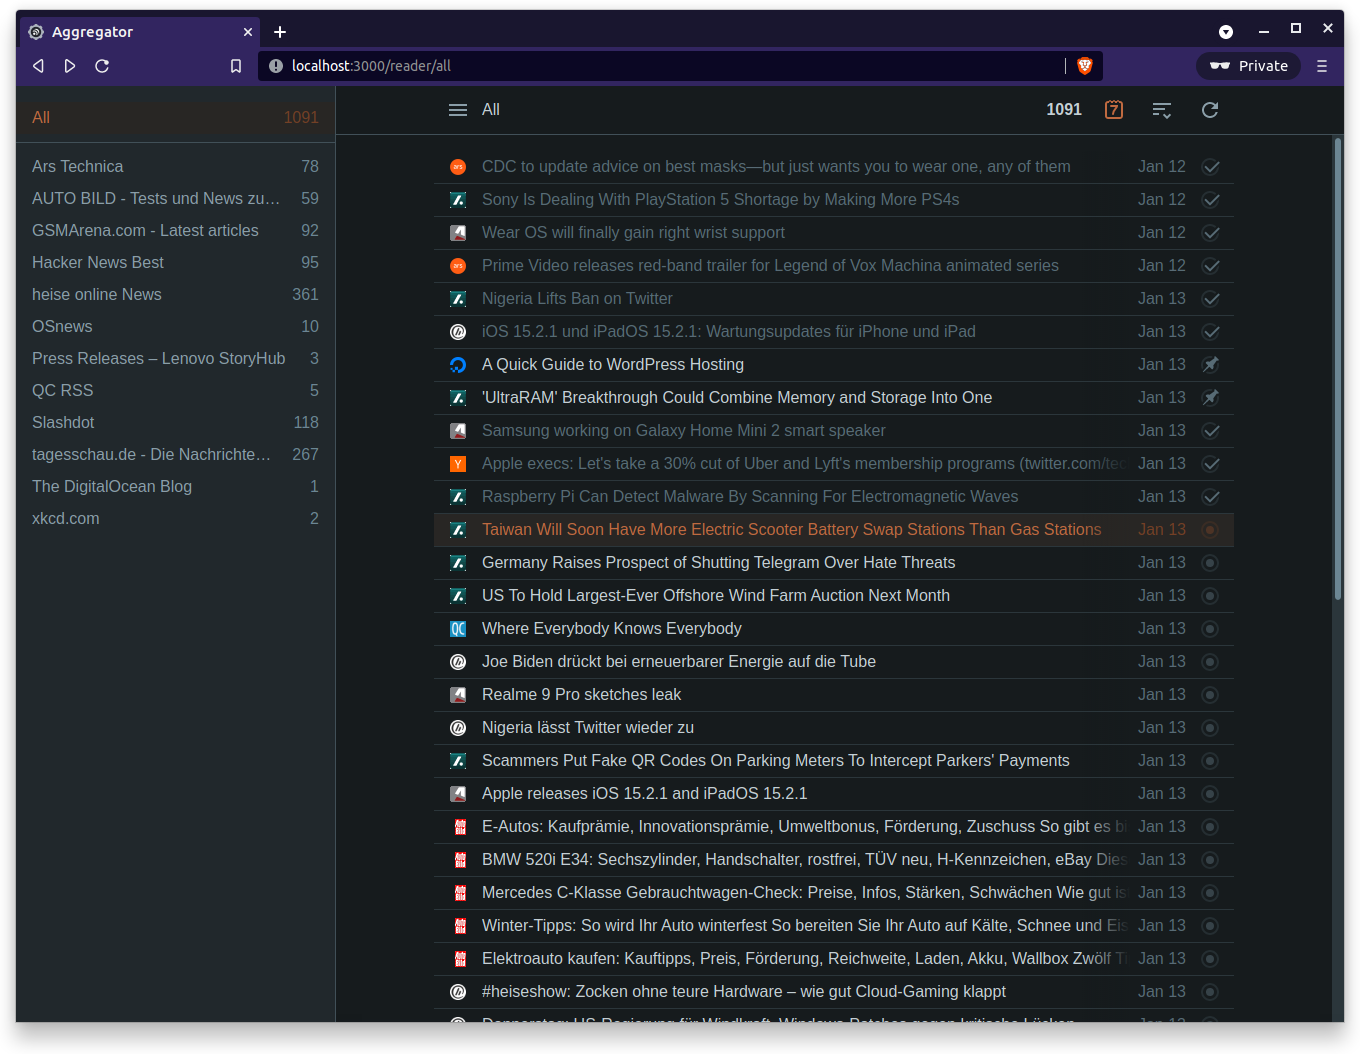 Aggregator
localhost:3000/reader/all
Private
All 1091
Ars Technica 78
AUTO BILD - Tests und News zu… 59
GSMArena.com - Latest articles 92
Hacker News Best 95
heise online News 361
OSnews 10
Press Releases – Lenovo StoryHub 3
QC RSS 5
Slashdot 118
tagesschau.de - Die Nachrichte… 267
The DigitalOcean Blog 1
xkcd.com 2
All 1091 7
ars CDC to update advice on best masks—but just wants you to wear one, any of them Jan 12
Sony Is Dealing With PlayStation 5 Shortage by Making More PS4s Jan 12
Wear OS will finally gain right wrist support Jan 12
ars Prime Video releases red-band trailer for Legend of Vox Machina animated series Jan 12
Nigeria Lifts Ban on Twitter Jan 13
iOS 15.2.1 und iPadOS 15.2.1: Wartungsupdates für iPhone und iPad Jan 13
A Quick Guide to WordPress Hosting Jan 13
'UltraRAM' Breakthrough Could Combine Memory and Storage Into One Jan 13
Samsung working on Galaxy Home Mini 2 smart speaker Jan 13
Y Apple execs: Let's take a 30% cut of Uber and Lyft's membership programs (twitter.com/tec Jan 13
Raspberry Pi Can Detect Malware By Scanning For Electromagnetic Waves Jan 13
Taiwan Will Soon Have More Electric Scooter Battery Swap Stations Than Gas Stations Jan 13
Germany Raises Prospect of Shutting Telegram Over Hate Threats Jan 13
US To Hold Largest-Ever Offshore Wind Farm Auction Next Month Jan 13
QC Where Everybody Knows Everybody Jan 13
Joe Biden drückt bei erneuerbarer Energie auf die Tube Jan 13
Realme 9 Pro sketches leak Jan 13
Nigeria lässt Twitter wieder zu Jan 13
Scammers Put Fake QR Codes On Parking Meters To Intercept Parkers' Payments Jan 13
Apple releases iOS 15.2.1 and iPadOS 15.2.1 Jan 13
E-Autos: Kaufprämie, Innovationsprämie, Umweltbonus, Förderung, Zuschuss So gibt es bi Jan 13
BMW 520i E34: Sechszylinder, Handschalter, rostfrei, TÜV neu, H-Kennzeichen, eBay Dies Jan 13
Mercedes C-Klasse Gebrauchtwagen-Check: Preise, Infos, Stärken, Schwächen Wie gut is Jan 13
Winter-Tipps: So wird Ihr Auto winterfest So bereiten Sie Ihr Auto auf Kälte, Schnee und Eis Jan 13
Elektroauto kaufen: Kauftipps, Preis, Förderung, Reichweite, Laden, Akku, Wallbox Zwölf Ti Jan 13
#heiseshow: Zocken ohne teure Hardware – wie gut Cloud-Gaming klappt Jan 13
Donnerstag: US-Regierung für Windkraft, Windows-Patches gegen kritische Lücken Jan 13